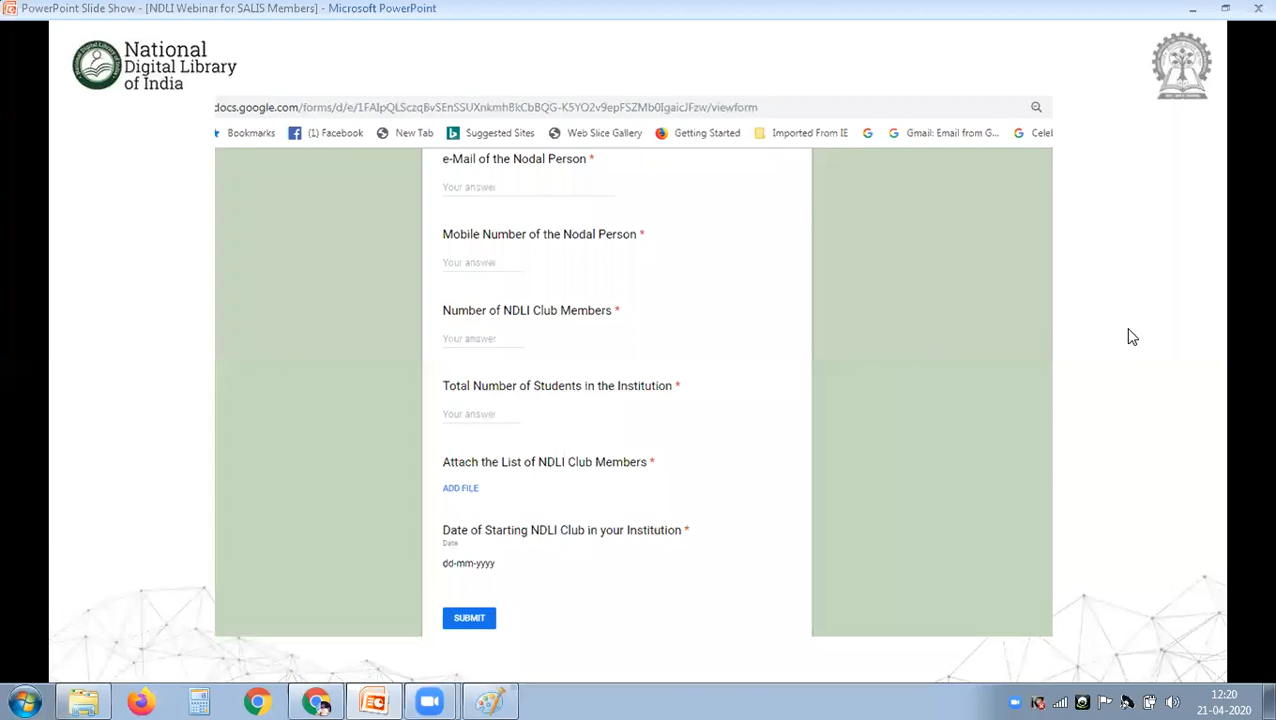 PowerPoint Slide Show - [NDLI Webinar for SALIS Members] - Microsoft PowerPoint
National
Digital Library
of India
docs.google.com/forms/d/e/1FAIpQLSczqBvSEnSSUXnkmhBkCbBQG-K5YO2v9epFSZMb0IgaicJFzw/viewform
Bookmarks (1) Facebook New Tab Suggested Sites Web Slice Gallery Getting Started Imported From IE Gmail: Email from G... Celeb
e-Mail of the Nodal Person *
Your answer
Mobile Number of the Nodal Person *
Your answer
Number of NDLI Club Members *
Your answer
Total Number of Students in the Institution *
Your answer
Attach the List of NDLI Club Members *
ADD FILE
Date of Starting NDLI Club in your Institution *
Date
dd-mm-yyyy
SUBMIT
12:20
21-04-2020